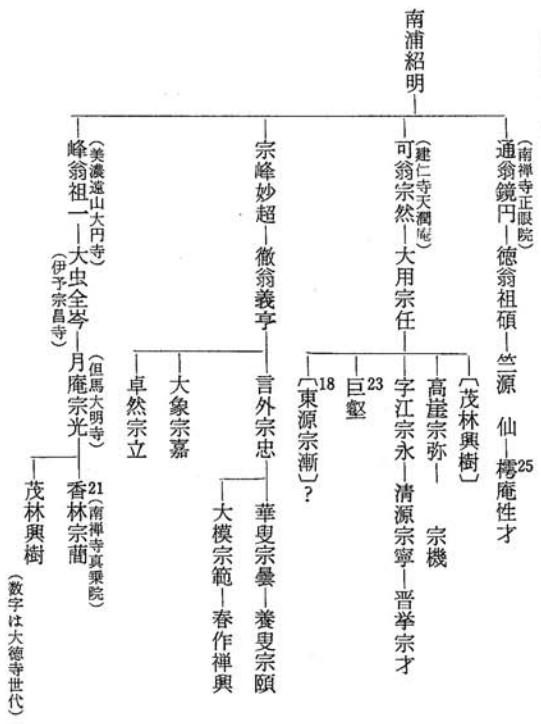 南浦紹明
(南禅寺正眼院)
通翁鏡円
徳翁祖碩
竺源 仙
25
樗庵性才
(建仁寺天潤庵)
可翁宗然
大用宗任
〔茂林興樹〕
高崖宗弥
宗機
字江宗永
清源宗寧
晋挙宗才
23
巨壑
18
〔東源宗漸〕?
宗峰妙超
徹翁義亨
言外宗忠
華叟宗曇
養叟宗頤
大模宗範
春作禅興
大象宗嘉
卓然宗立
(美濃遠山大円寺)
峰翁祖一
大虫全岑
(伊予宗昌寺)
(但馬大明寺)
月庵宗光
21
(南禅寺真乗院)
香林宗蕳
茂林興樹
(数字は大徳寺世代)